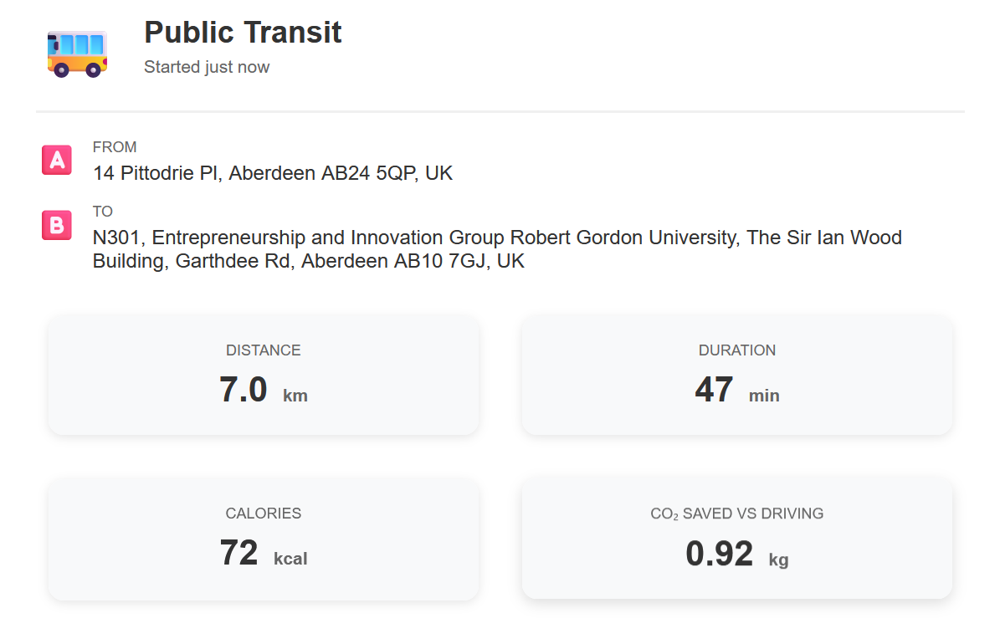 Public Transit
Started just now
A
FROM
14 Pittodrie Pl, Aberdeen AB24 5QP, UK
B
TO
N301, Entrepreneurship and Innovation Group Robert Gordon University, The Sir Ian Wood
Building, Garthdee Rd, Aberdeen AB10 7GJ, UK
DISTANCE
7.0 km
DURATION
47 min
CALORIES
72 kcal
CO₂ SAVED VS DRIVING
0.92 kg